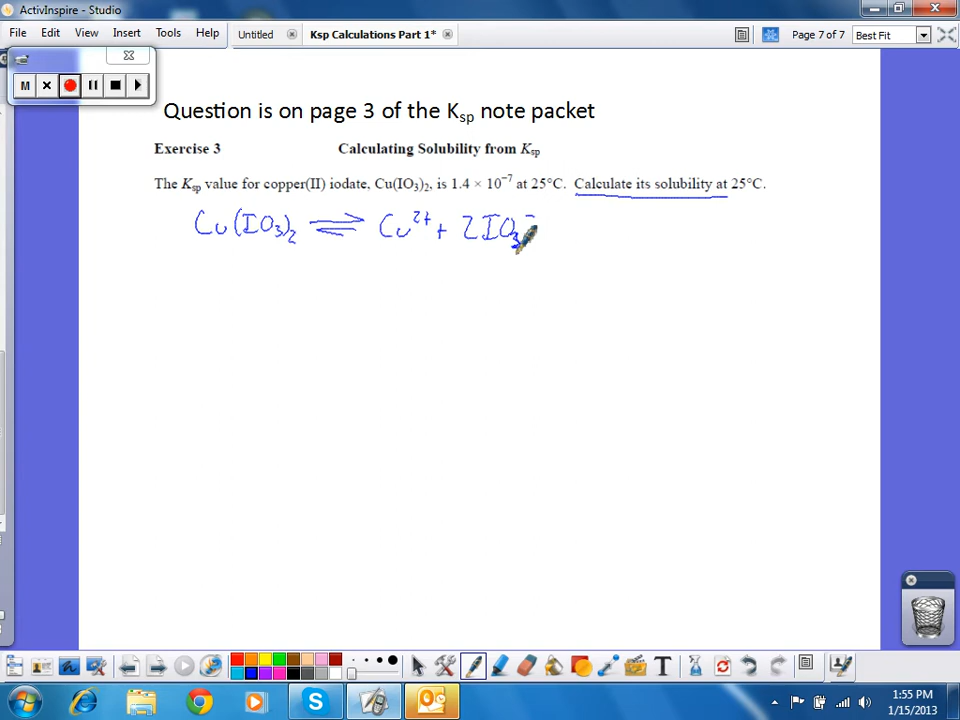 ActivInspire - Studio
File Edit View Insert Tools Help Untitled Ksp Calculations Part 1* Page 7 of 7 Best Fit
M
Question is on page 3 of the Ksp note packet
Exercise 3 Calculating Solubility from Ksp
The Ksp value for copper(II) iodate, Cu(IO₃)₂, is 1.4 × 10⁻⁷ at 25°C. Calculate its solubility at 25°C.
Cu(IO₃)₂ ⇌ Cu²⁺ + 2IO₃⁻
T
S
1:55 PM
1/15/2013